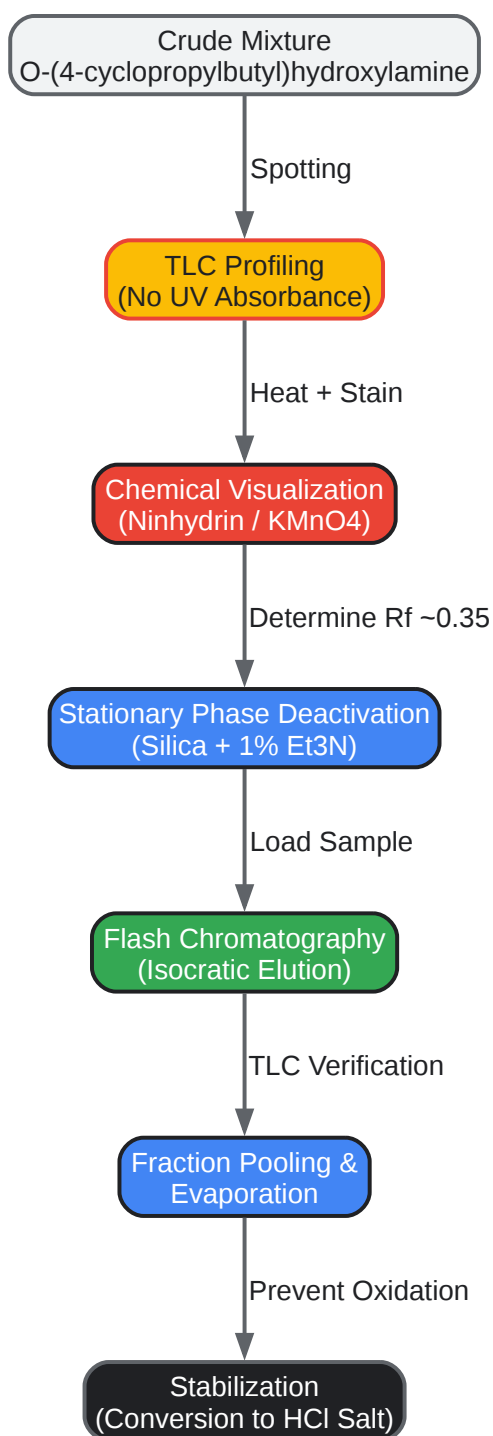 Crude Mixture
O-(4-cyclopropylbutyl)hydroxylamine
Spotting
TLC Profiling
(No UV Absorbance)
Heat + Stain
Chemical Visualization
(Ninhydrin / KMnO4)
Determine Rf ~0.35
Stationary Phase Deactivation
(Silica + 1% Et3N)
Load Sample
Flash Chromatography
(Isocratic Elution)
TLC Verification
Fraction Pooling &
Evaporation
Prevent Oxidation
Stabilization
(Conversion to HCl Salt)